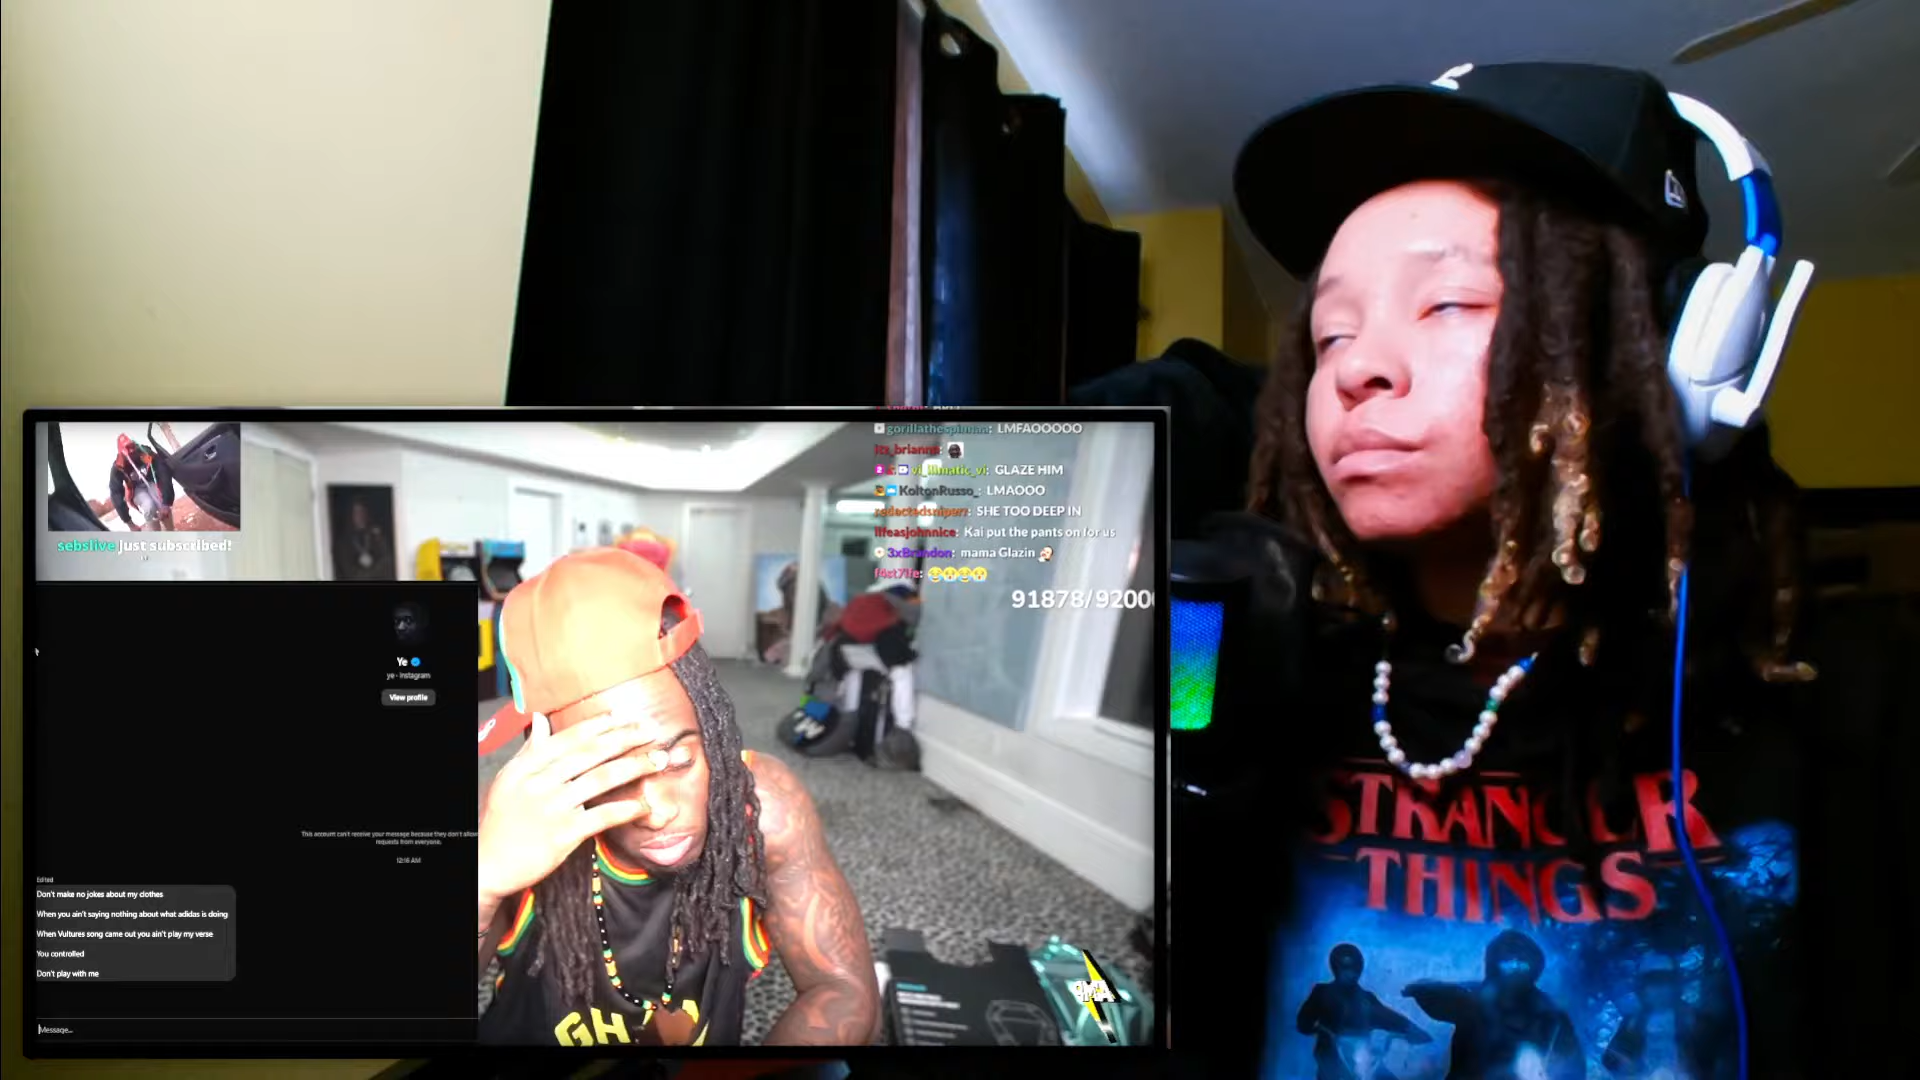 LMFAOOOOO
GLAZE HIM
KoltonRusso_: LMAOOO
redactedsniperr: SHE TOO DEEP IN
lifeasjohnnice: Kai put the pants on for us
3xBrandon: mama Glazin
91878/9200
sebslive just subscribed!
Ye
ye · Instagram
View profile
This account can't receive your message because they don't allow
requests from everyone.
12:16 AM
Edited
Don't make no jokes about my clothes
When you ain't saying nothing about what adidas is doing
When Vultures song came out you ain't play my verse
You controlled
Don't play with me
Message...
GH
STRANGER
THINGS